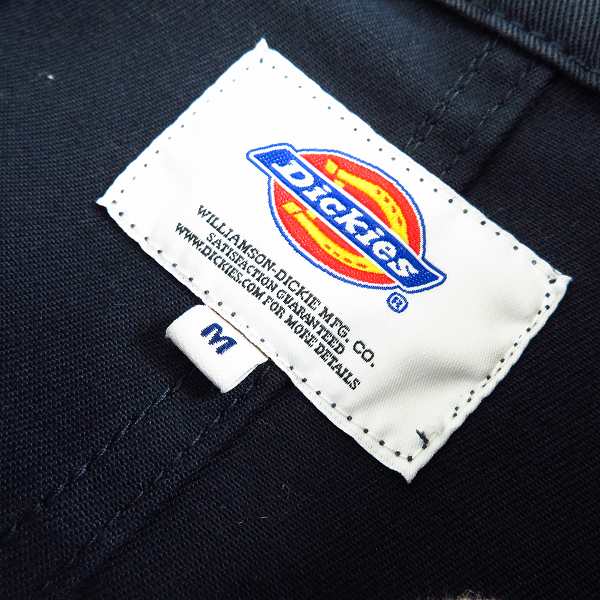 Dickies
®
WILLIAMSON-DICKIE MFG. CO.
SATISFACTION GUARANTEED
WWW.DICKIES.COM FOR MORE DETAILS
M